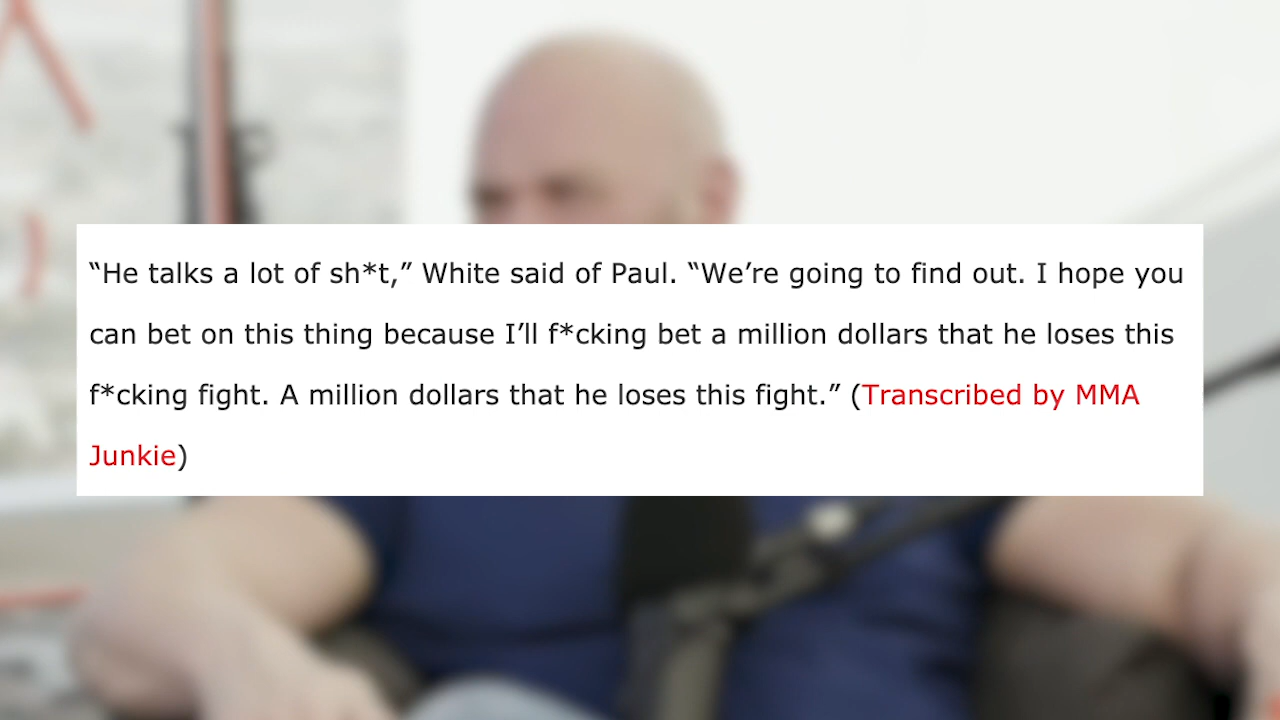 “He talks a lot of sh*t,” White said of Paul. “We’re going to find out. I hope you
can bet on this thing because I’ll f*cking bet a million dollars that he loses this
f*cking fight. A million dollars that he loses this fight.” (Transcribed by MMA
Junkie)